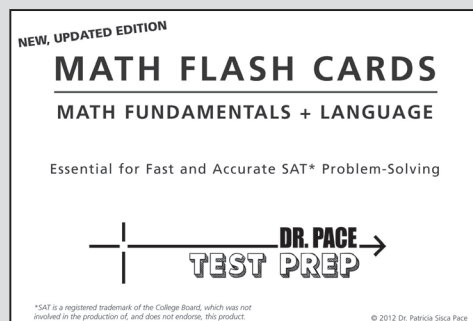 NEW, UPDATED EDITION
MATH FLASH CARDS
MATH FUNDAMENTALS + LANGUAGE
Essential for Fast and Accurate SAT* Problem-Solving
DR. PACE
TEST PREP
*SAT is a registered trademark of the College Board, which was not
involved in the production of, and does not endorse, this product.
© 2012 Dr. Patricia Sisca Pace